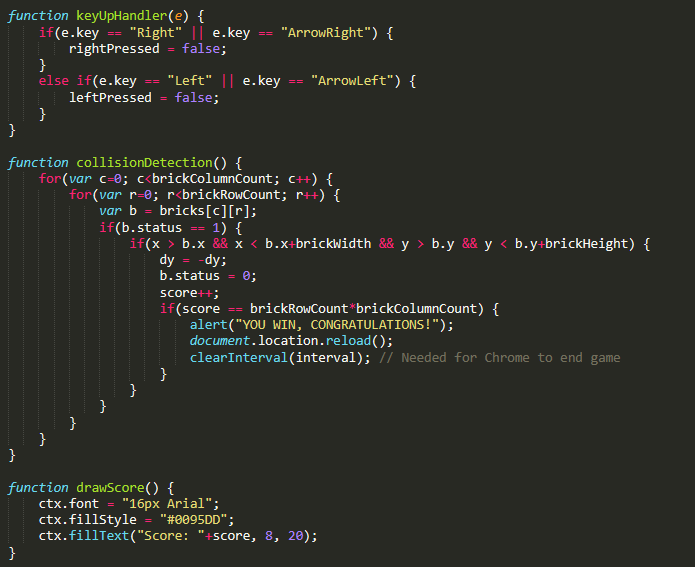 function keyUpHandler(e) {
    if(e.key == "Right" || e.key == "ArrowRight") {
        rightPressed = false;
    }
    else if(e.key == "Left" || e.key == "ArrowLeft") {
        leftPressed = false;
    }
}

function collisionDetection() {
    for(var c=0; c<brickColumnCount; c++) {
        for(var r=0; r<brickRowCount; r++) {
            var b = bricks[c][r];
            if(b.status == 1) {
                if(x > b.x && x < b.x+brickWidth && y > b.y && y < b.y+brickHeight) {
                    dy = -dy;
                    b.status = 0;
                    score++;
                    if(score == brickRowCount*brickColumnCount) {
                        alert("YOU WIN, CONGRATULATIONS!");
                        document.location.reload();
                        clearInterval(interval); // Needed for Chrome to end game
                    }
                }
            }
        }
    }
}

function drawScore() {
    ctx.font = "16px Arial";
    ctx.fillStyle = "#0095DD";
    ctx.fillText("Score: "+score, 8, 20);
}